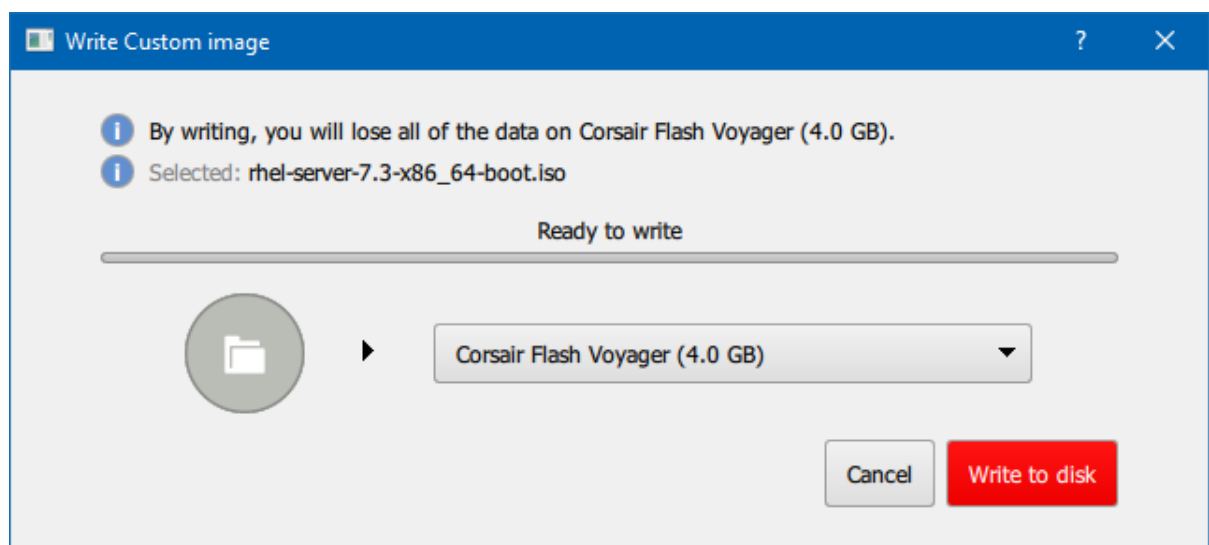 Write Custom image
?
By writing, you will lose all of the data on Corsair Flash Voyager (4.0 GB).
Selected: rhel-server-7.3-x86_64-boot.iso
Ready to write
Corsair Flash Voyager (4.0 GB)
Cancel
Write to disk